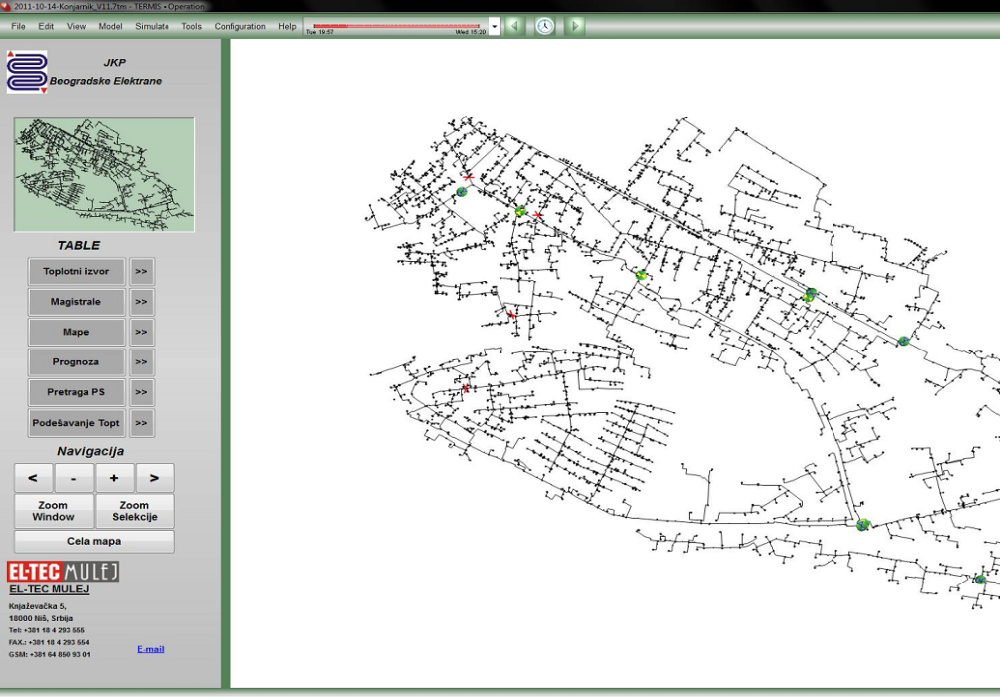 2011-10-14-Konjarnik_V11.7tm - TERMIS • Operation
File Edit View Model Simulate Tools Configuration Help
Tue 19:57 Wed 15:20
JKP
Beogradske Elektrane
TABLE
Toplotni izvor >>
Magistrale >>
Mape >>
Prognoza >>
Pretraga PS >>
Podešavanje Topt >>
Navigacija
< - + >
Zoom Window
Zoom Selekcije
Cela mapa
EL-TEC MULEJ
EL-TEC MULEJ
Knjaževačka 5,
18000 Niš, Srbija
Tel: +381 18 4 293 555
FAX.: +381 18 4 293 554
GSM: +381 64 850 93 01
E-mail